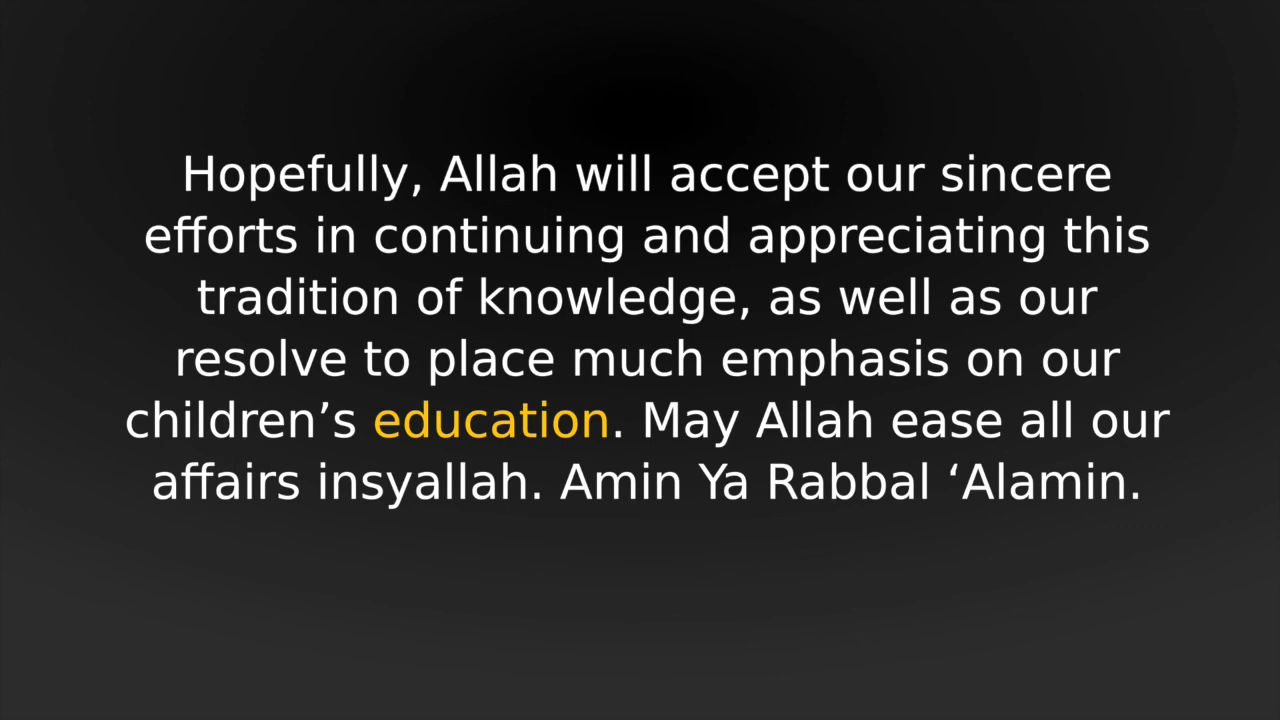 Hopefully, Allah will accept our sincere
efforts in continuing and appreciating this
tradition of knowledge, as well as our
resolve to place much emphasis on our
children’s education. May Allah ease all our
affairs insyallah. Amin Ya Rabbal ‘Alamin.